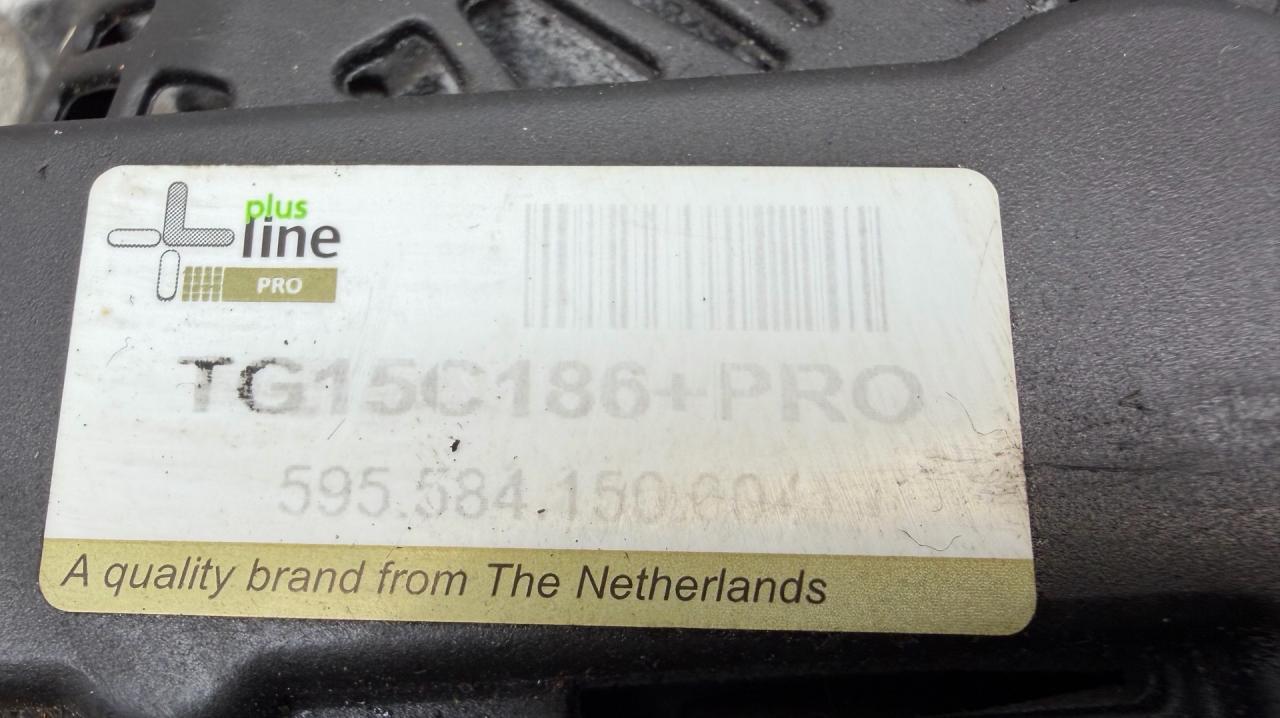 plus
line
PRO
TG15C186+PRO
A quality brand from The Netherlands